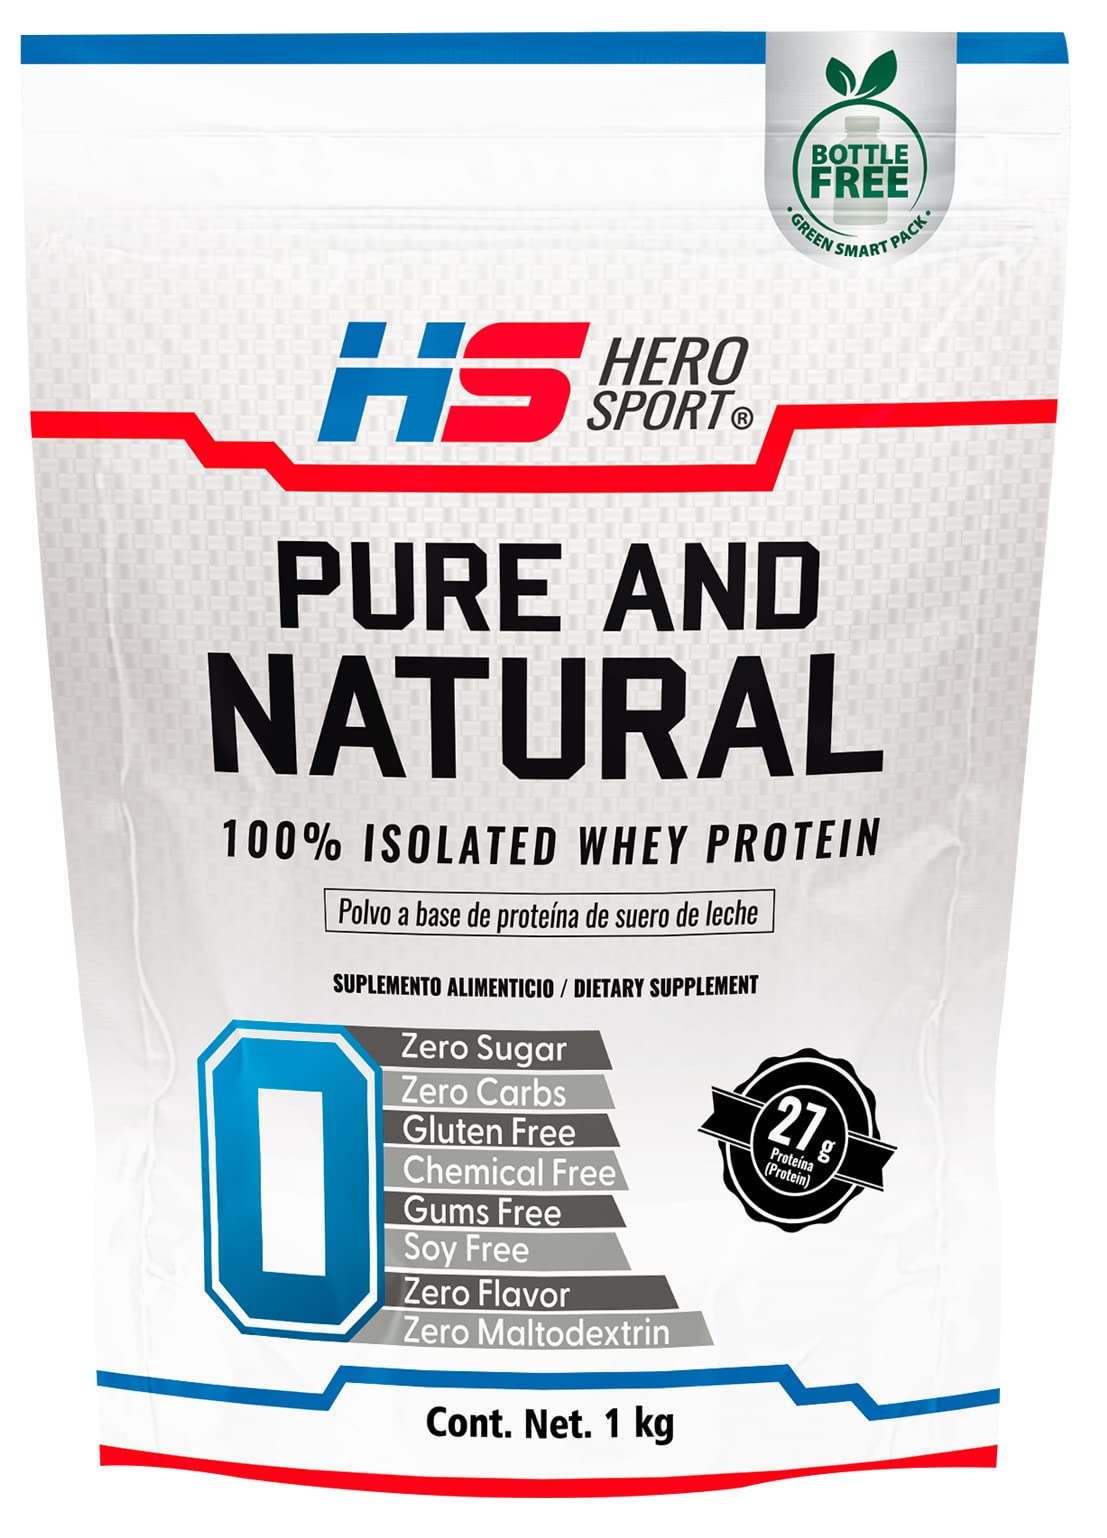 BOTTLE
FREE
• GREEN SMART PACK •
HS HERO
SPORT®
PURE AND
NATURAL
100% ISOLATED WHEY PROTEIN
Polvo a base de proteína de suero de leche
SUPLEMENTO ALIMENTICIO / DIETARY SUPPLEMENT
0
Zero Sugar
Zero Carbs
Gluten Free
Chemical Free
Gums Free
Soy Free
Zero Flavor
Zero Maltodextrin
27g
Proteína
(Protein)
Cont. Net. 1 kg